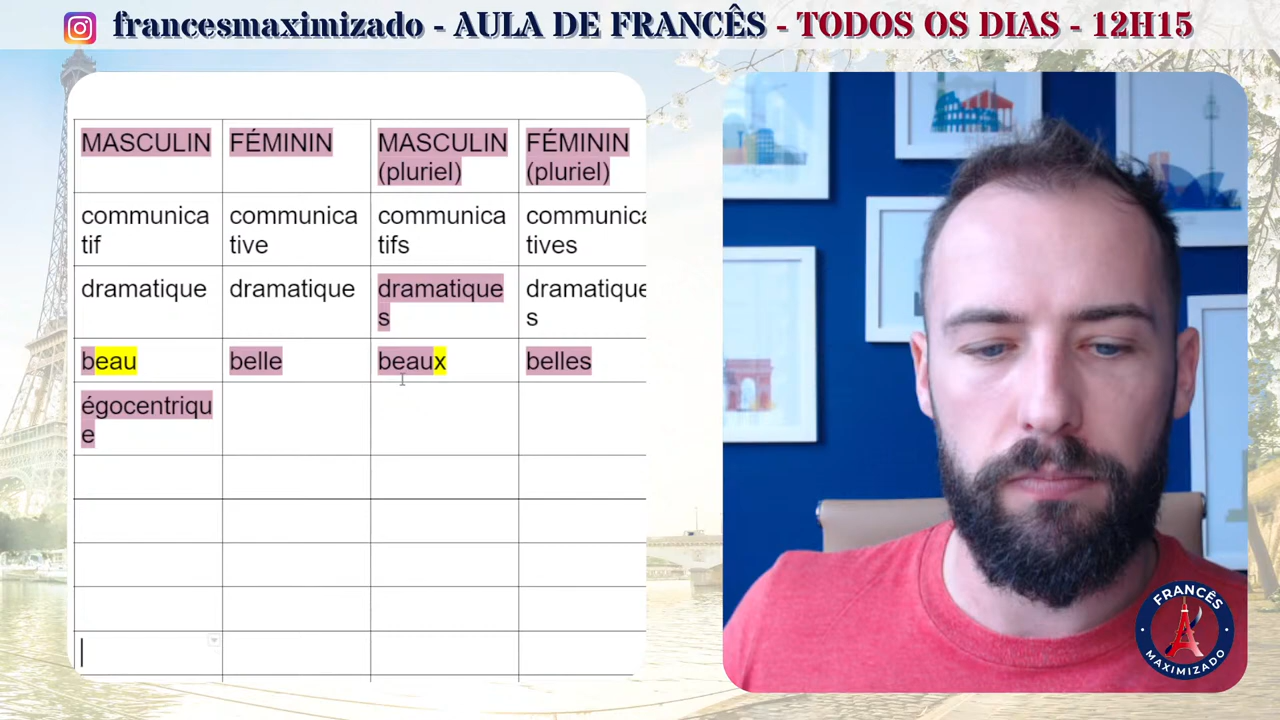 francesmaximizado - AULA DE FRANCÊS - TODOS OS DIAS - 12H15
MASCULIN FÉMININ MASCULIN FÉMININ
(pluriel) (pluriel)
communica communica communica communica
tif tive tifs tives
dramatique dramatique dramatique dramatique
s s
beau belle beaux belles
égocentriqu
e
FRANCÊS
MAXIMIZADO